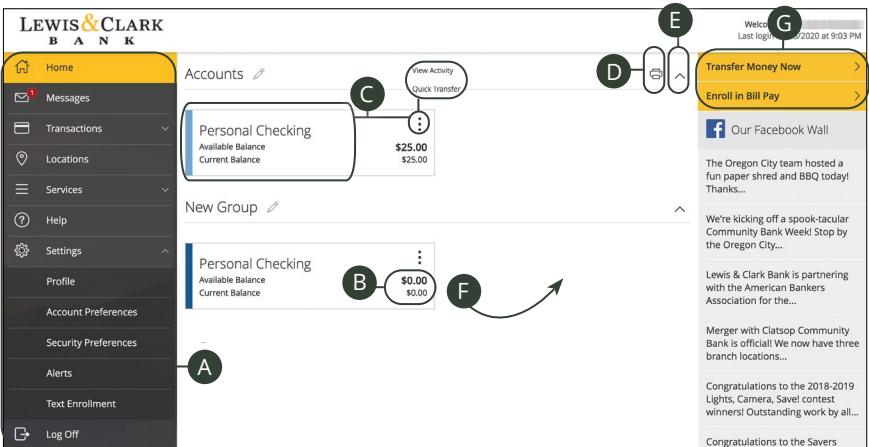 LEWIS&CLARK
BANK
E
G
Welco
Last login 3/2020 at 9:03 PM
Home
Messages
1
Transactions
Locations
Services
Help
Settings
Profile
Account Preferences
Security Preferences
Alerts
Text Enrollment
Log Off
A
Accounts
View Activity
Quick Transfer
D
C
Personal Checking
Available Balance $25.00
Current Balance $25.00
New Group
Personal Checking
Available Balance $0.00
Current Balance $0.00
B
F
Transfer Money Now
Enroll in Bill Pay
Our Facebook Wall
The Oregon City team hosted a
fun paper shred and BBQ today!
Thanks...
We're kicking off a spook-tacular
Community Bank Week! Stop by
the Oregon City...
Lewis & Clark Bank is partnering
with the American Bankers
Association for the...
Merger with Clatsop Community
Bank is official! We now have three
branch locations...
Congratulations to the 2018-2019
Lights, Camera, Save! contest
winners! Outstanding work by all...
Congratulations to the Savers